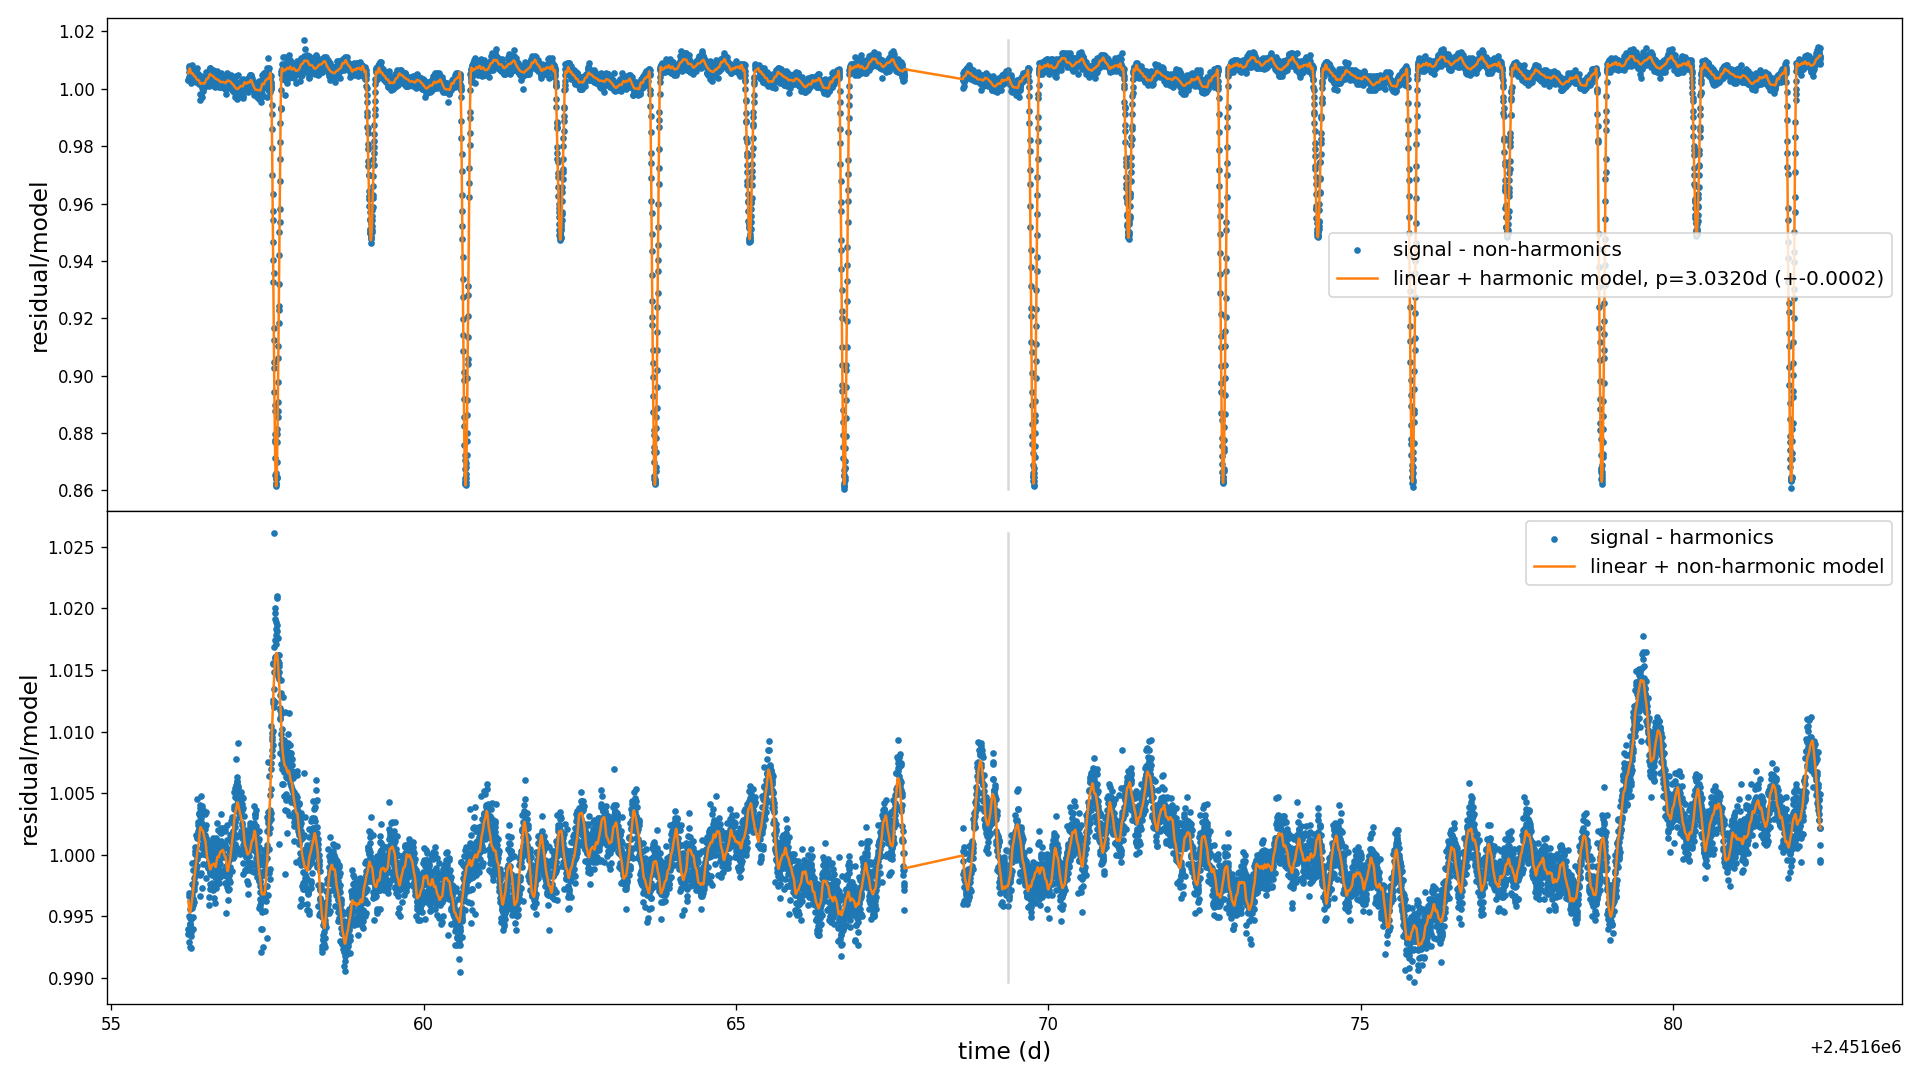 1.02
1.00
0.98
0.96
0.94
0.92
0.90
0.88
0.86
residual/model
signal - non-harmonics
linear + harmonic model, p=3.0320d (+-0.0002)
1.025
1.020
1.015
1.010
1.005
1.000
0.995
0.990
residual/model
signal - harmonics
linear + non-harmonic model
55 60 65 70 75 80
time (d)
+2.4516e6